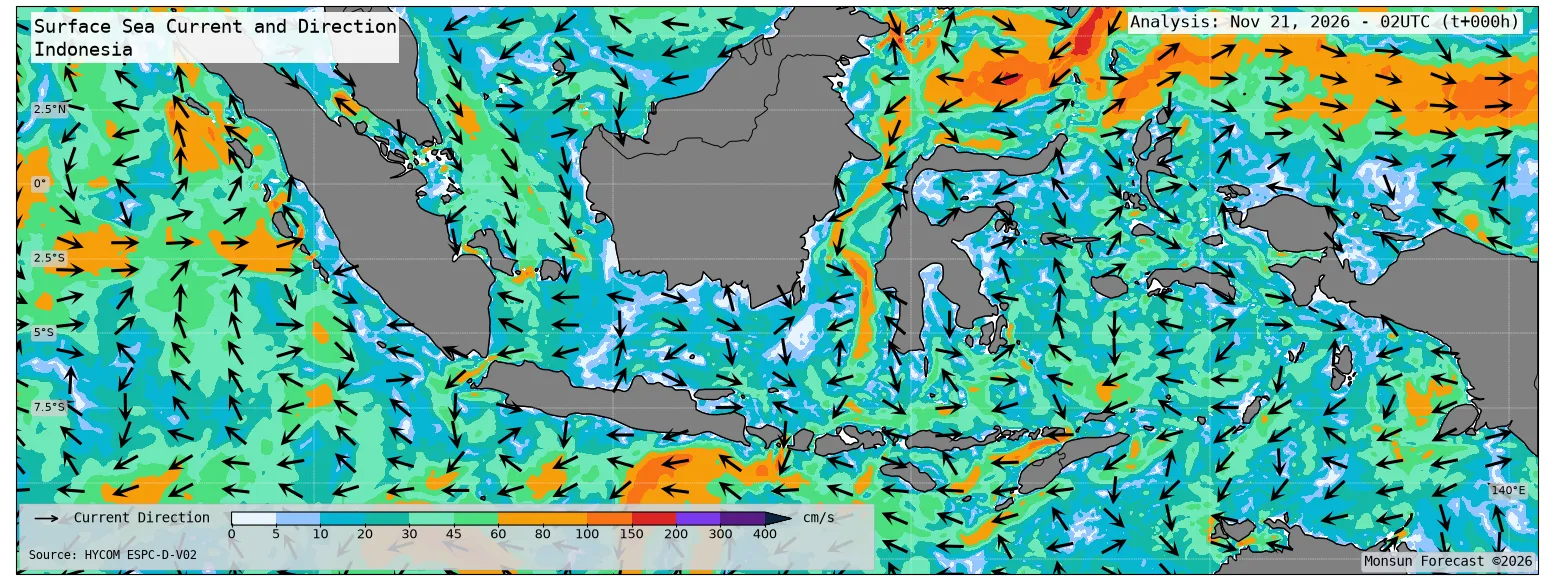 Surface Sea Current and Direction
Indonesia
Analysis: Nov 21, 2026 - 02UTC (t+000h)
2.5°N
0°
2.5°S
5°S
7.5°S
140°E
Current Direction
0 5 10 20 30 45 60 80 100 150 200 300 400 cm/s
Source: HYCOM ESPC-D-V02
Monsun Forecast ©2026